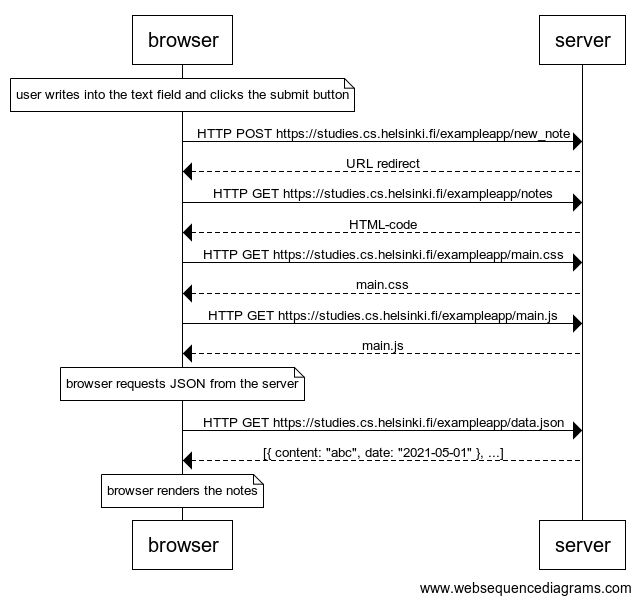 browser server
user writes into the text field and clicks the submit button
HTTP POST https://studies.cs.helsinki.fi/exampleapp/new_note
URL redirect
HTTP GET https://studies.cs.helsinki.fi/exampleapp/notes
HTML-code
HTTP GET https://studies.cs.helsinki.fi/exampleapp/main.css
main.css
HTTP GET https://studies.cs.helsinki.fi/exampleapp/main.js
main.js
browser requests JSON from the server
HTTP GET https://studies.cs.helsinki.fi/exampleapp/data.json
[{ content: "abc", date: "2021-05-01" }, ...]
browser renders the notes
browser server
www.websequencediagrams.com